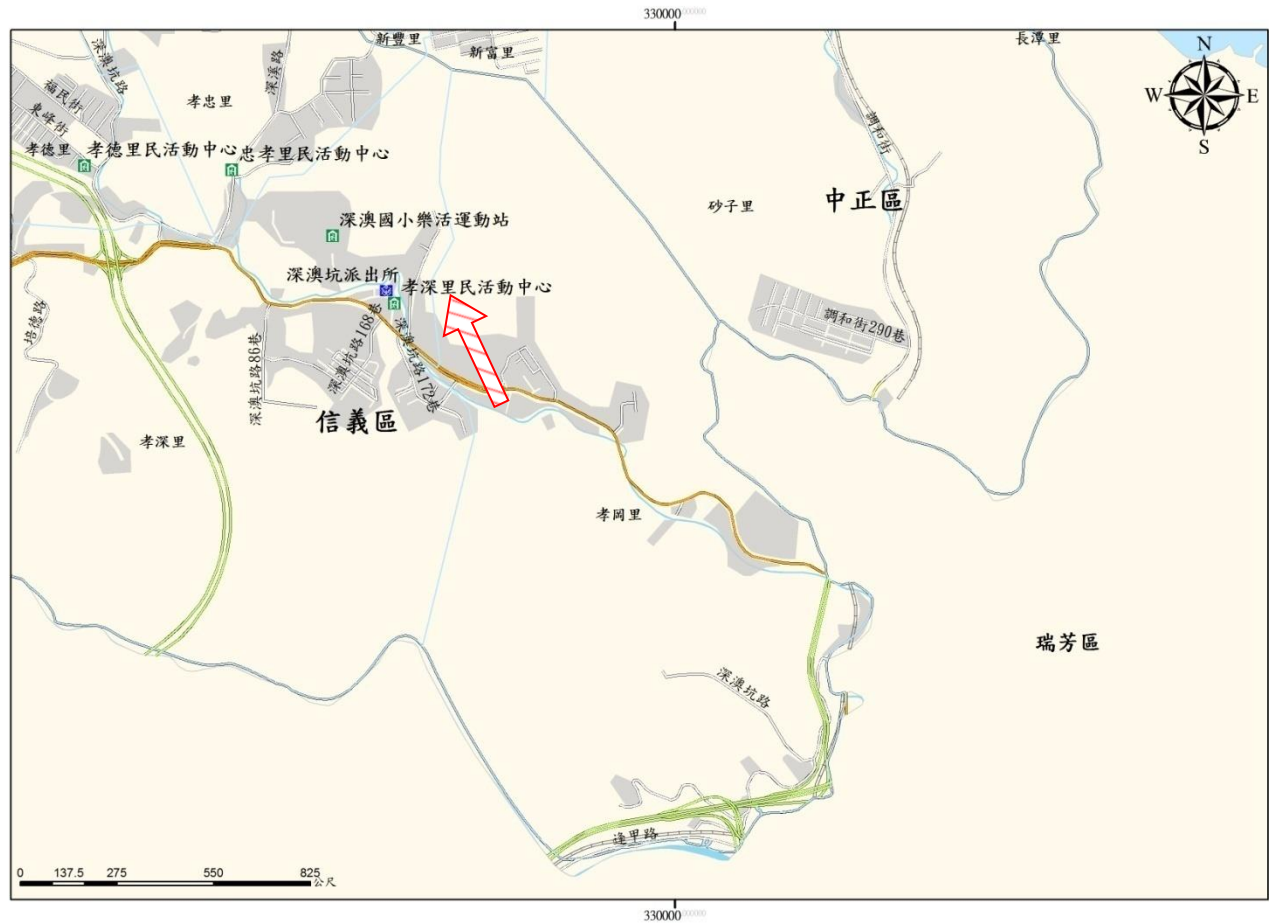 330000000000
深澳坑路
深溪路
新豐里
新富里
長潭里
N
W
E
S
福民街
東峰街
孝忠里
調和街
孝德里
孝德里民活動中心
忠孝里民活動中心
砂子里
中正區
深澳國小樂活運動站
深澳坑派出所
孝深里民活動中心
培德路
深澳坑路86巷
深澳坑路168巷
深澳坑路172巷
調和街290巷
信義區
孝深里
孝岡里
瑞芳區
深澳坑路
逢甲路
0 137.5 275 550 825
公尺
330000000000